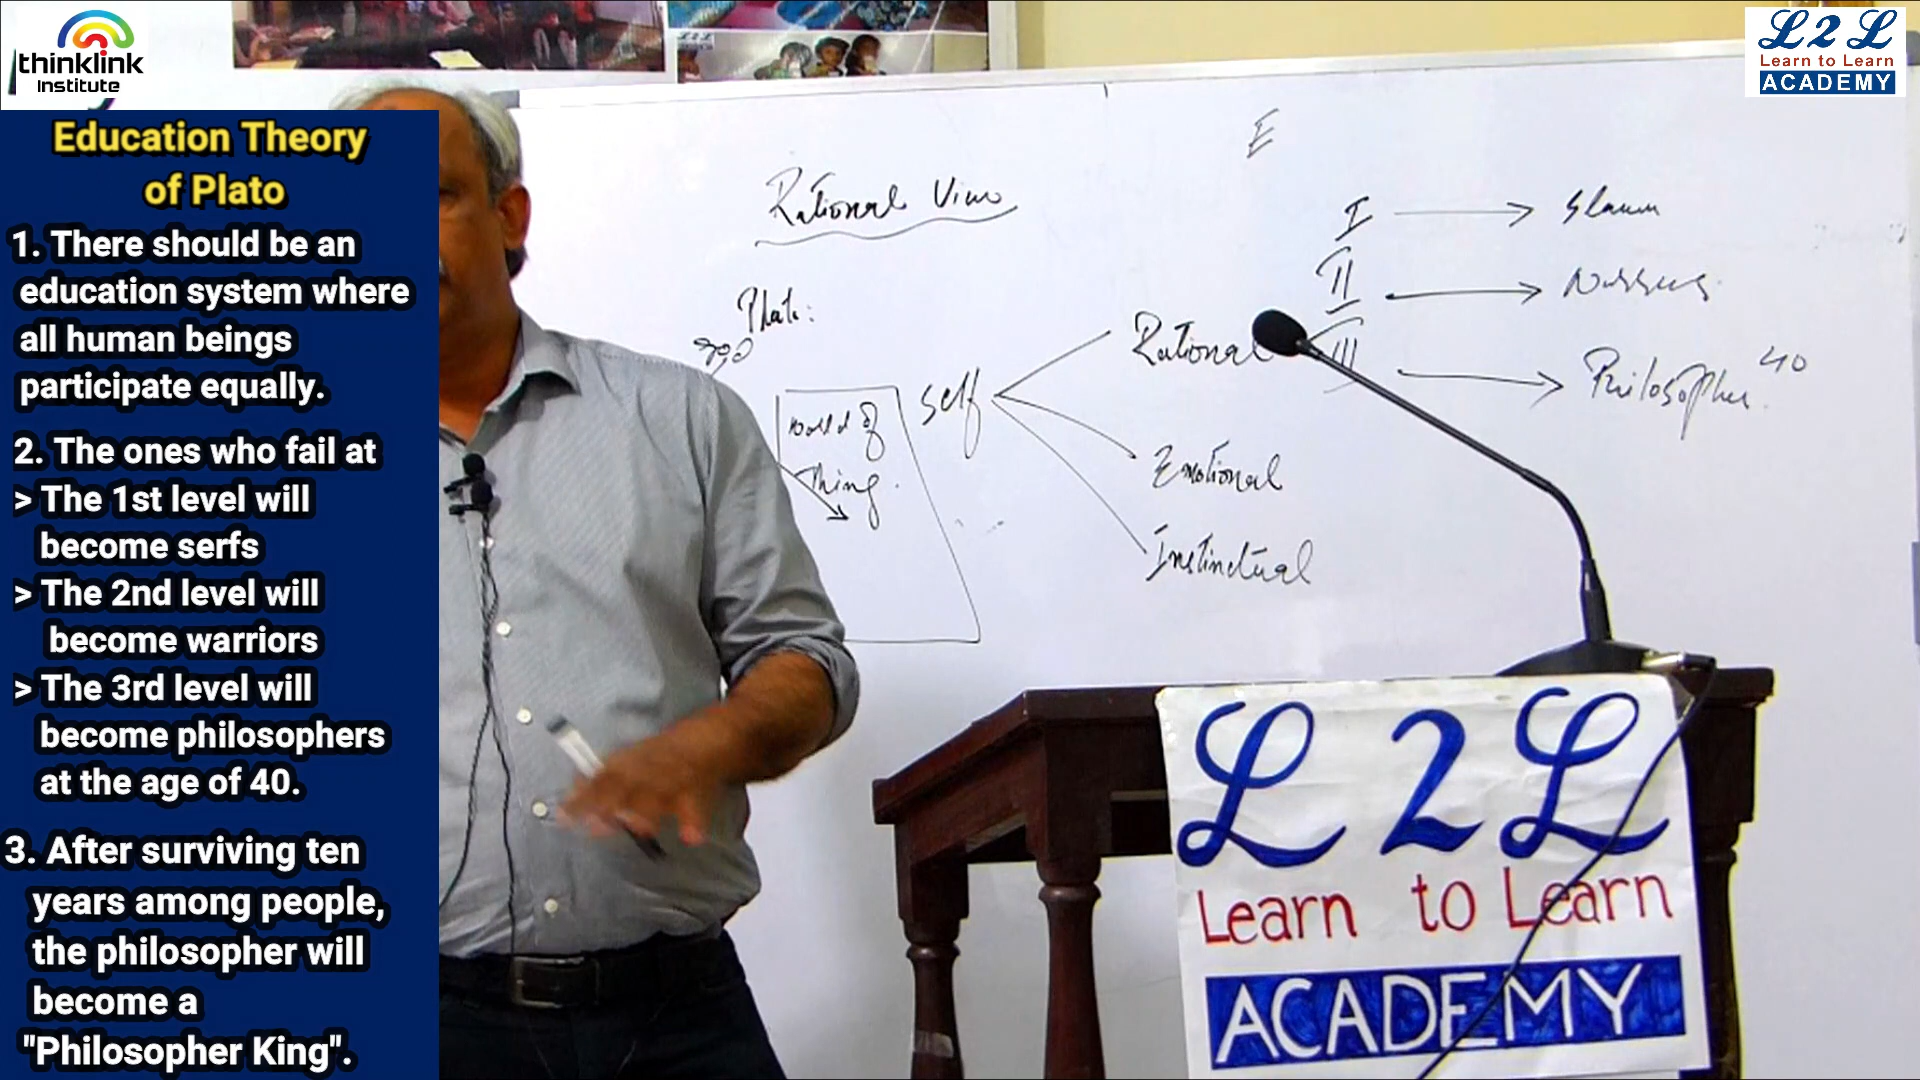 thinklink
institute
Education Theory
of Plato
1. There should be an
education system where
all human beings
participate equally.
2. The ones who fail at
> The 1st level will
become serfs
> The 2nd level will
become warriors
> The 3rd level will
become philosophers
at the age of 40.
3. After surviving ten
years among people,
the philosopher will
become a
"Philosopher King".
L2L
Learn to Learn
ACADEMY
E
Rational View
Plato:
World of
Thing.
self
Rational
Emotional
Instinctual
I
II
III
Philosopher 40
L2L
Learn to Learn
ACADEMY